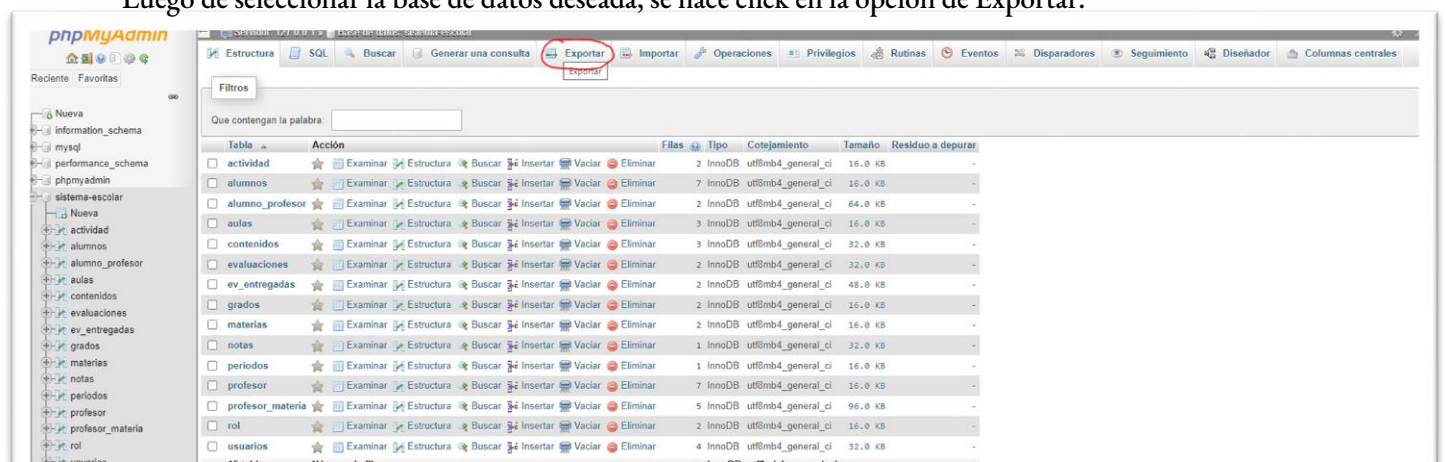 Luego de seleccionar la base de datos deseada, se hace click en la opción de Exportar.
phpMyAdmin
Servidor: 127.0.0.1 » Base de datos: sistema-escolar
Estructura SQL Buscar Generar una consulta Exportar Importar Operaciones Privilegios Rutinas Eventos Disparadores Seguimiento Diseñador Columnas centrales
Exportar
Reciente Favoritas
Nueva
information_schema
mysql
performance_schema
phpmyadmin
sistema-escolar
Nueva
actividad
alumnos
alumno_profesor
aulas
contenidos
evaluaciones
ev_entregadas
grados
materias
notas
periodos
profesor
profesor_materia
rol
usuarios
Filtros
Que contengan la palabra:
Tabla Acción Filas Tipo Cotejamiento Tamaño Residuo a depurar
actividad Examinar Estructura Buscar Insertar Vaciar Eliminar 2 InnoDB utf8mb4_general_ci 16.0 KB -
alumnos Examinar Estructura Buscar Insertar Vaciar Eliminar 7 InnoDB utf8mb4_general_ci 16.0 KB -
alumno_profesor Examinar Estructura Buscar Insertar Vaciar Eliminar 2 InnoDB utf8mb4_general_ci 64.0 KB -
aulas Examinar Estructura Buscar Insertar Vaciar Eliminar 3 InnoDB utf8mb4_general_ci 16.0 KB -
contenidos Examinar Estructura Buscar Insertar Vaciar Eliminar 3 InnoDB utf8mb4_general_ci 32.0 KB -
evaluaciones Examinar Estructura Buscar Insertar Vaciar Eliminar 2 InnoDB utf8mb4_general_ci 32.0 KB -
ev_entregadas Examinar Estructura Buscar Insertar Vaciar Eliminar 2 InnoDB utf8mb4_general_ci 48.0 KB -
grados Examinar Estructura Buscar Insertar Vaciar Eliminar 2 InnoDB utf8mb4_general_ci 16.0 KB -
materias Examinar Estructura Buscar Insertar Vaciar Eliminar 2 InnoDB utf8mb4_general_ci 16.0 KB -
notas Examinar Estructura Buscar Insertar Vaciar Eliminar 1 InnoDB utf8mb4_general_ci 32.0 KB -
periodos Examinar Estructura Buscar Insertar Vaciar Eliminar 1 InnoDB utf8mb4_general_ci 16.0 KB -
profesor Examinar Estructura Buscar Insertar Vaciar Eliminar 7 InnoDB utf8mb4_general_ci 16.0 KB -
profesor_materia Examinar Estructura Buscar Insertar Vaciar Eliminar 5 InnoDB utf8mb4_general_ci 96.0 KB -
rol Examinar Estructura Buscar Insertar Vaciar Eliminar 2 InnoDB utf8mb4_general_ci 16.0 KB -
usuarios Examinar Estructura Buscar Insertar Vaciar Eliminar 4 InnoDB utf8mb4_general_ci 32.0 KB -